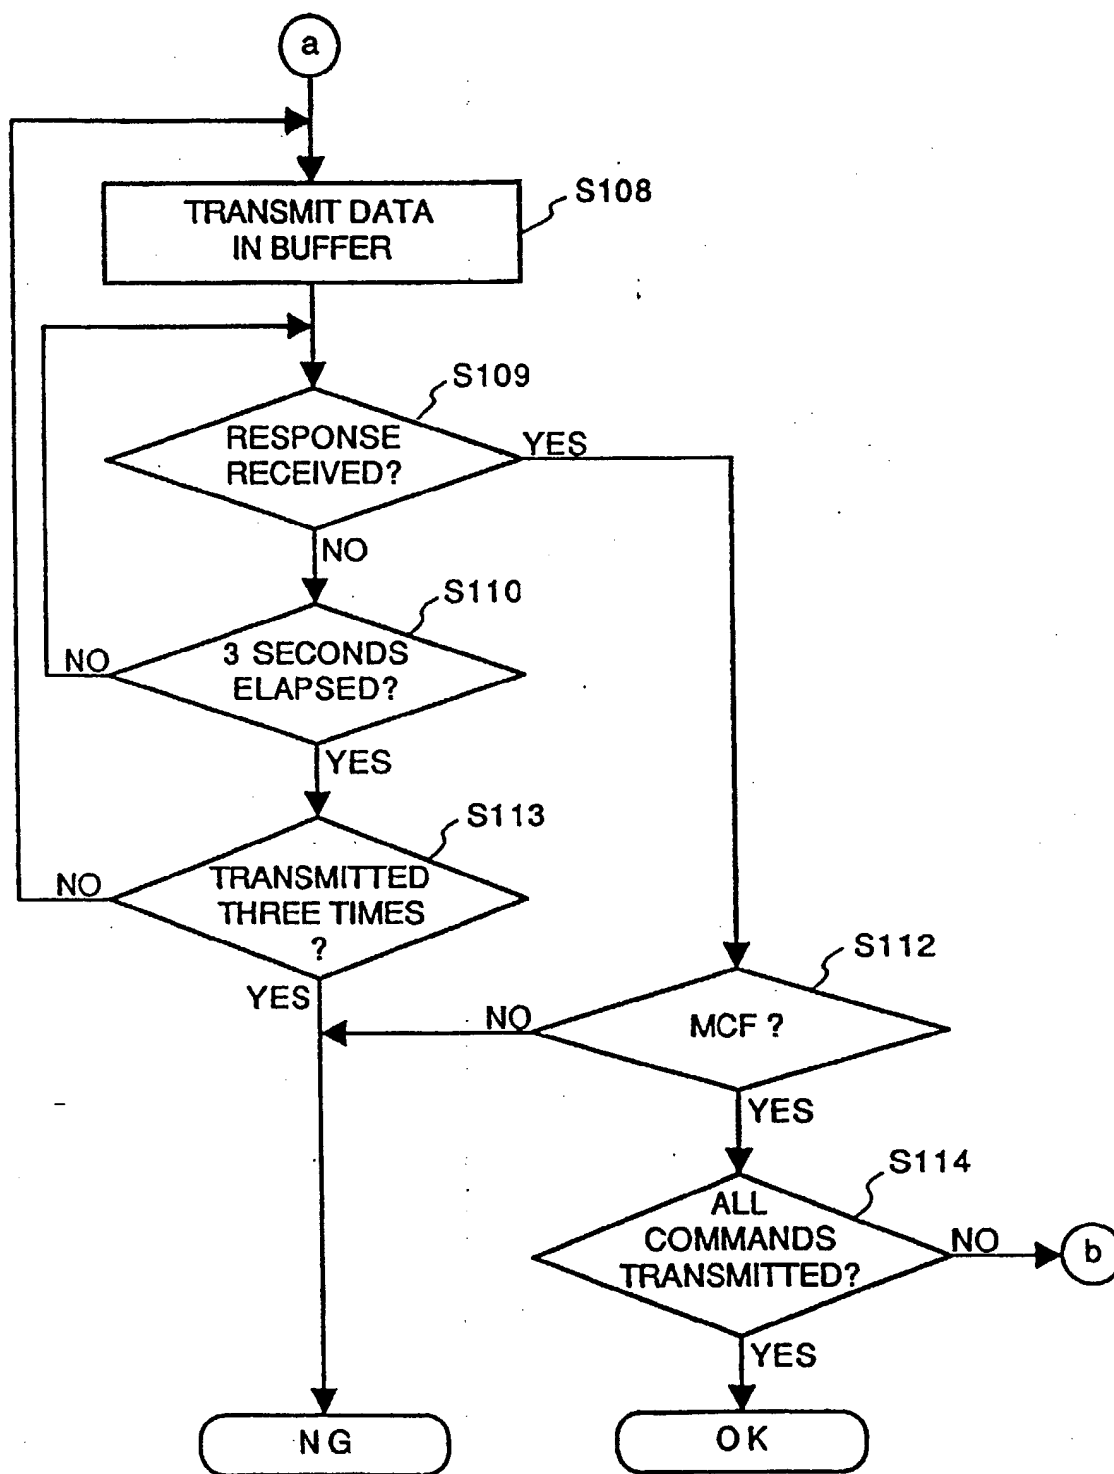 a
TRANSMIT DATA
IN BUFFER
S108
S109
RESPONSE
RECEIVED?
YES
NO
S110
3 SECONDS
ELAPSED?
NO
YES
S113
TRANSMITTED
THREE TIMES
?
NO
YES
S112
MCF ?
NO
YES
S114
ALL
COMMANDS
TRANSMITTED?
NO
b
YES
NG
OK